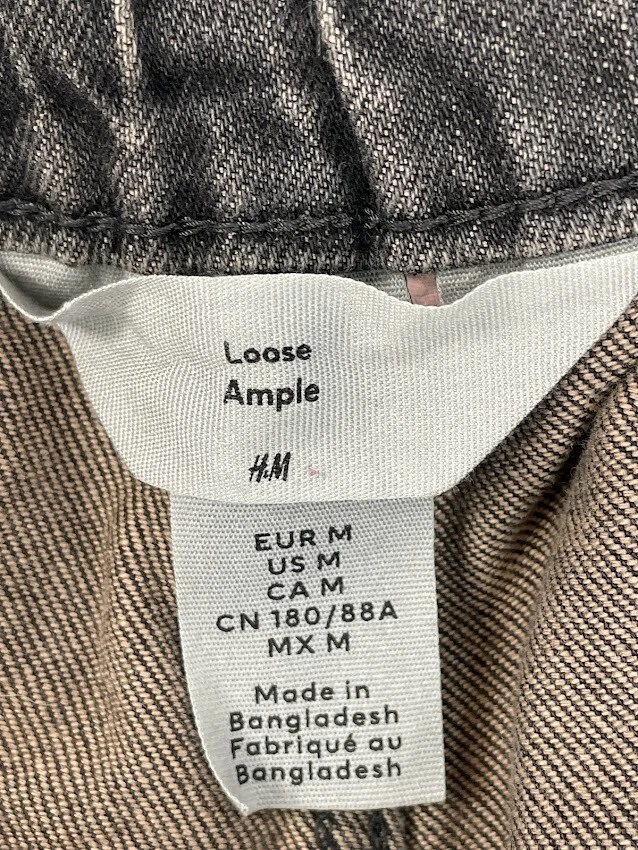 Loose
Ample
H&M
EUR M
US M
CA M
CN 180/88A
MX M
Made in
Bangladesh
Fabriqué au
Bangladesh